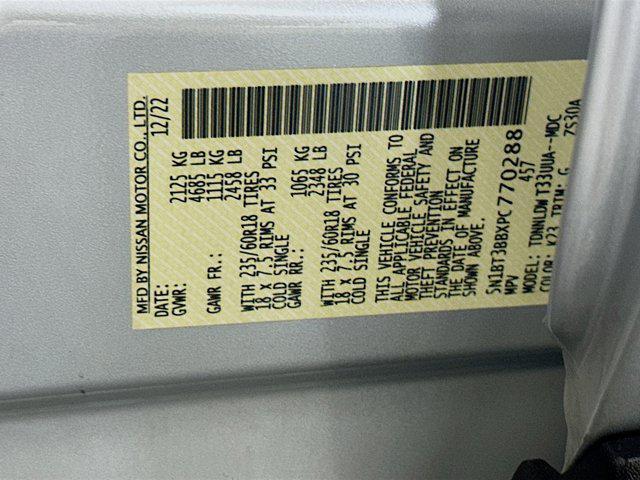 MFD BY NISSAN MOTOR CO., LTD.
DATE: 12/22
GVWR: 2125 KG
4685 LB
GAWR FR.: 1115 KG
2458 LB
WITH 235/60R18 TIRES
18 X 7.5 RIMS AT 33 PSI
COLD SINGLE
GAWR RR.: 1065 KG
2348 LB
WITH 235/60R18 TIRES
18 X 7.5 RIMS AT 30 PSI
COLD SINGLE
THIS VEHICLE CONFORMS TO
ALL APPLICABLE FEDERAL
MOTOR VEHICLE SAFETY AND
THEFT PREVENTION
STANDARDS IN EFFECT ON
THE DATE OF MANUFACTURE
SHOWN ABOVE.
5N1BT3BBXPC770288
MPV 457
MODEL: TDNNLDW T33UUA--MDC
COLOR: K23 TRIM: G 7S30A